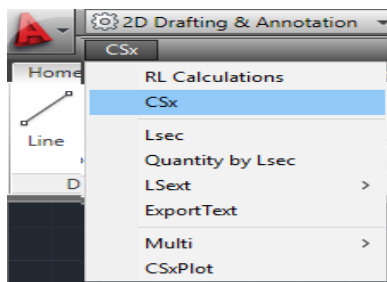 2D Drafting & Annotation
CSx
Home
RL Calculations
CSx
Line
Lsec
Quantity by Lsec
LSext >
D
ExportText
Multi >
CSxPlot